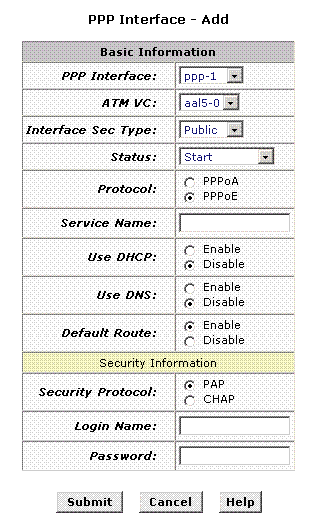 PPP Interface - Add
Basic Information
PPP Interface: ppp-1
ATM VC: aal5-0
Interface Sec Type: Public
Status: Start
Protocol: PPPoA
PPPoE
Service Name:
Use DHCP: Enable
Disable
Use DNS: Enable
Disable
Default Route: Enable
Disable
Security Information
Security Protocol: PAP
CHAP
Login Name:
Password:
Submit Cancel Help